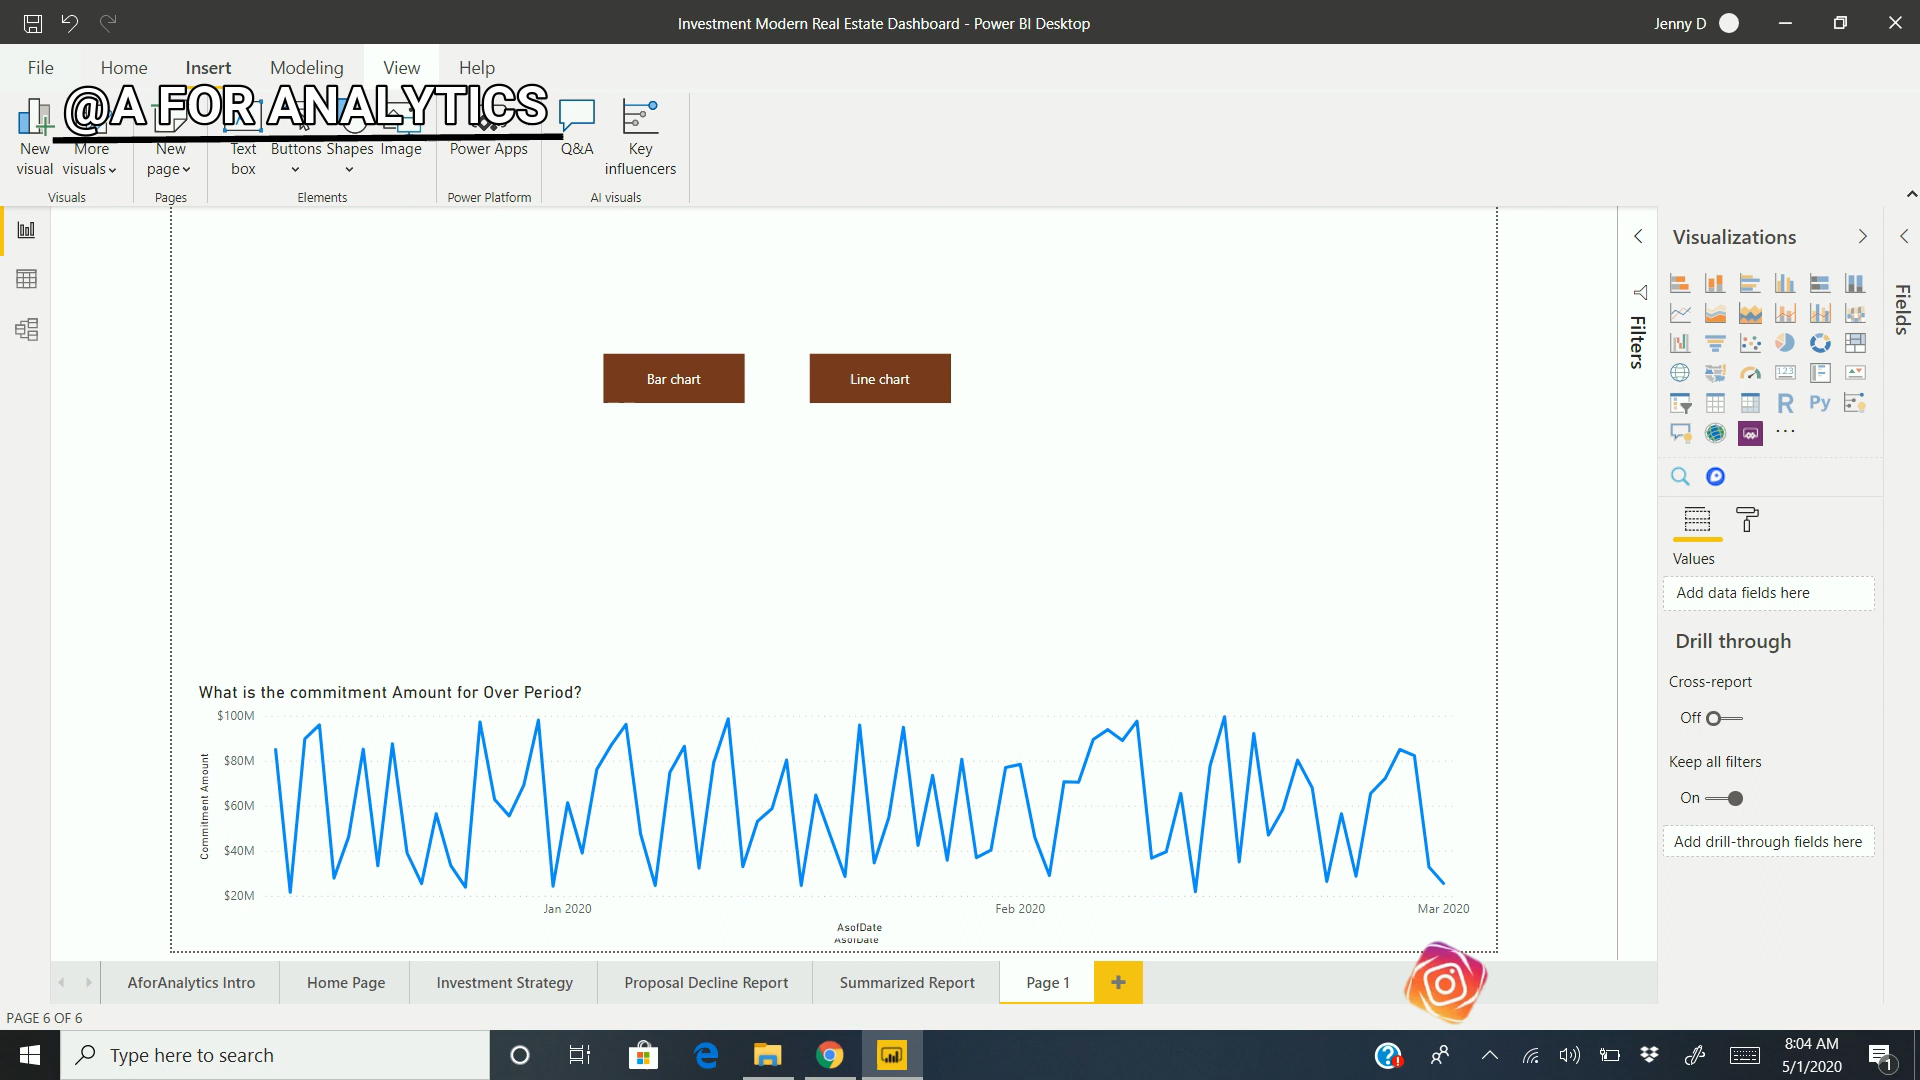 Investment Modern Real Estate Dashboard - Power BI Desktop
Jenny D
File Home Insert Modeling View Help
@A FOR ANALYTICS
New visual
More visuals
New page
Text box
Buttons
Shapes
Image
Power Apps
Q&A
Key influencers
Visuals
Pages
Elements
Power Platform
AI visuals
Filters
Visualizations
Fields
123
R
Py
Values
Add data fields here
Drill through
Cross-report
Off
Keep all filters
On
Add drill-through fields here
Bar chart
Line chart
What is the commitment Amount for Over Period?
Commitment Amount
$100M
$80M
$60M
$40M
$20M
Jan 2020
Feb 2020
Mar 2020
AsofDate
AsofDate
AforAnalytics Intro
Home Page
Investment Strategy
Proposal Decline Report
Summarized Report
Page 1
PAGE 6 OF 6
Type here to search
8:04 AM
5/1/2020
1